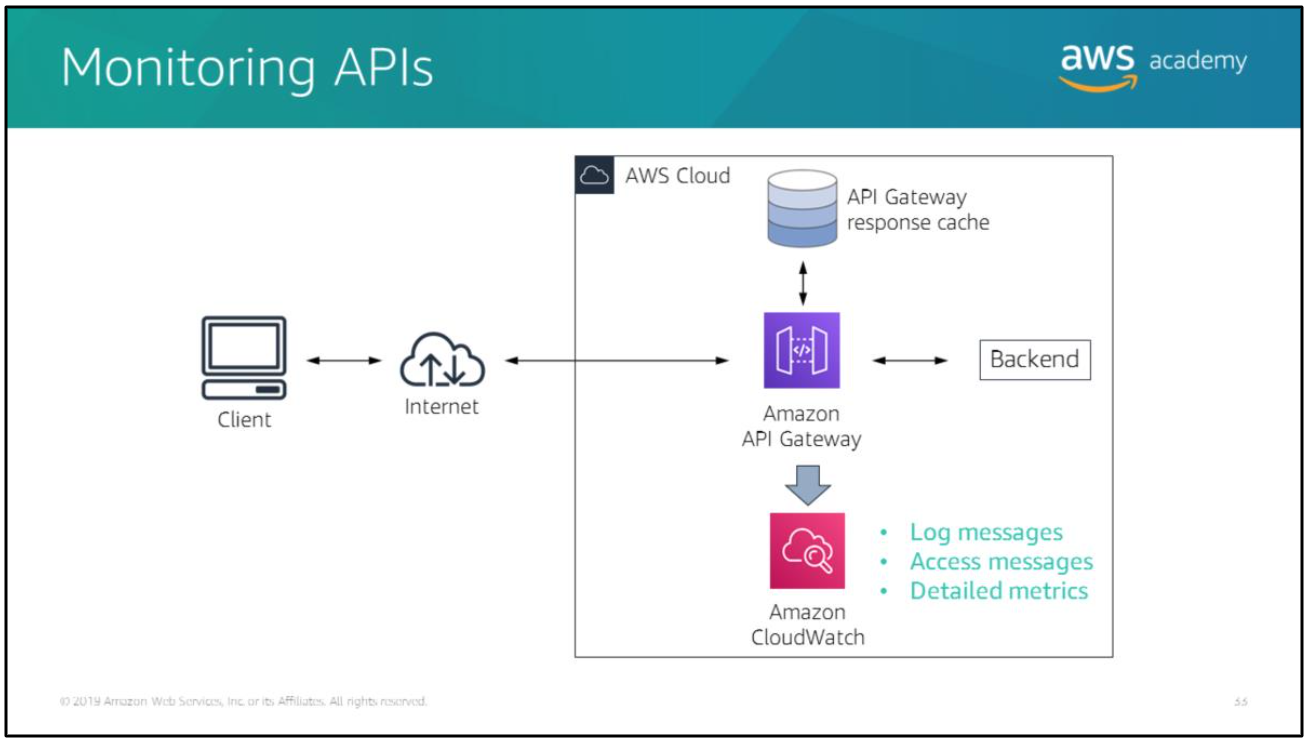 Monitoring APIs
aws academy
AWS Cloud
API Gateway
response cache
Client
Internet
</>
Amazon
API Gateway
Backend
Amazon
CloudWatch
• Log messages
• Access messages
• Detailed metrics
© 2019 Amazon Web Services, Inc. or its Affiliates. All rights reserved.
33